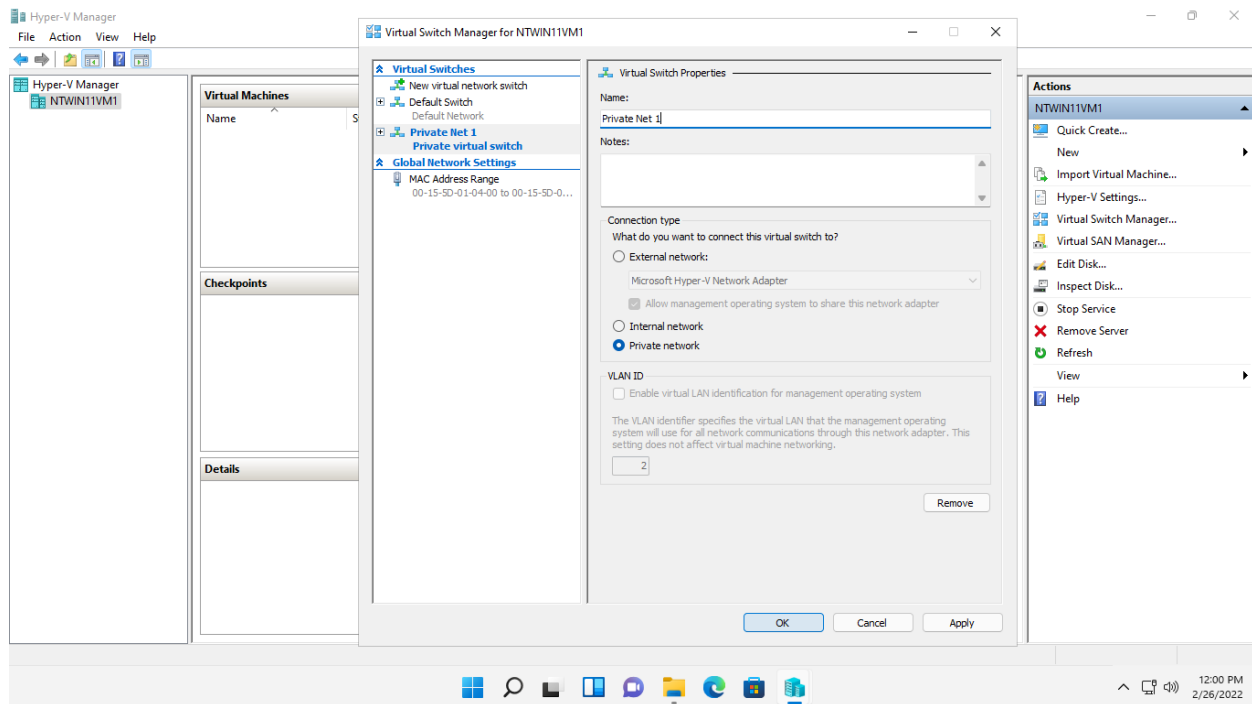 Hyper-V Manager
File Action View Help
Hyper-V Manager
NTWIN11VM1
Virtual Machines
Name
Checkpoints
Details
Virtual Switch Manager for NTWIN11VM1
Virtual Switches
New virtual network switch
Default Switch
Default Network
Private Net 1
Private virtual switch
Global Network Settings
MAC Address Range
00-15-5D-01-04-00 to 00-15-5D-0...
Virtual Switch Properties
Name:
Private Net 1
Notes:
Connection type
What do you want to connect this virtual switch to?
External network:
Microsoft Hyper-V Network Adapter
Allow management operating system to share this network adapter
Internal network
Private network
VLAN ID
Enable virtual LAN identification for management operating system
The VLAN identifier specifies the virtual LAN that the management operating
system will use for all network communications through this network adapter. This
setting does not affect virtual machine networking.
2
Remove
OK Cancel Apply
Actions
NTWIN11VM1
Quick Create...
New
Import Virtual Machine...
Hyper-V Settings...
Virtual Switch Manager...
Virtual SAN Manager...
Edit Disk...
Inspect Disk...
Stop Service
Remove Server
Refresh
View
Help
12:00 PM
2/26/2022